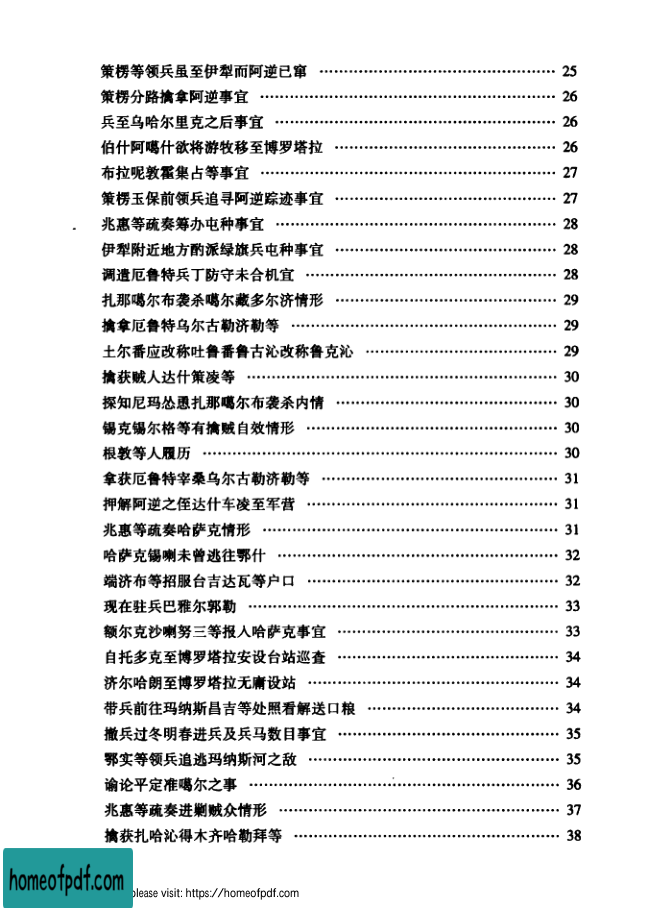 策楞等领兵虽至伊犁而阿逆已窜 ……………………………………… 25
策楞分路擒拿阿逆事宜 ……………………………………… 26
兵至乌哈尔里克之后事宜 ……………………………………… 26
伯什阿噶什欲将游牧移至博罗塔拉 ……………………………………… 26
布拉呢敦霍集占等事宜 ……………………………………… 27
策楞玉保前领兵追寻阿逆踪迹事宜 ……………………………………… 27
兆惠等疏奏筹办屯种事宜 ……………………………………… 28
伊犁附近地方酌派绿旗兵屯种事宜 ……………………………………… 28
调遣厄鲁特兵丁防守未合机宜 ……………………………………… 28
扎那噶尔布袭杀噶尔藏多尔济情形 ……………………………………… 29
擒拿厄鲁特乌尔古勒济勒等 ……………………………………… 29
土尔番应改称吐鲁番鲁古沁改称鲁克沁 ……………………………………… 29
擒获贼人达什策凌等 ……………………………………… 30
探知尼玛怂恿扎那噶尔布袭杀内情 ……………………………………… 30
锡克锡尔格等有擒贼自效情形 ……………………………………… 30
根敦等人履历 ……………………………………… 30
拿获厄鲁特宰桑乌尔古勒济勒等 ……………………………………… 31
押解阿逆之侄达什车凌至军营 ……………………………………… 31
兆惠等疏奏哈萨克情形 ……………………………………… 31
哈萨克锡喇未曾逃往鄂什 ……………………………………… 32
端济布等招服台吉达瓦等户口 ……………………………………… 32
现在驻兵巴雅尔郭勒 ……………………………………… 33
额尔克沙喇努三等报人哈萨克事宜 ……………………………………… 33
自托多克至博罗塔拉安设台站巡查 ……………………………………… 34
济尔哈朗至博罗塔拉无庸设站 ……………………………………… 34
带兵前往玛纳斯昌吉等处照看解送口粮 ……………………………………… 34
撤兵过冬明春进兵及兵马数目事宜 ……………………………………… 35
鄂实等领兵追逃玛纳斯河之敌 ……………………………………… 35
谕论平定准噶尔之事 ……………………………………… 36
兆惠等疏奏进剿贼众情形 ……………………………………… 37
擒获扎哈沁得木齐哈勒拜等 ……………………………………… 38
homeofpdf.com
please visit: https://homeofpdf.com